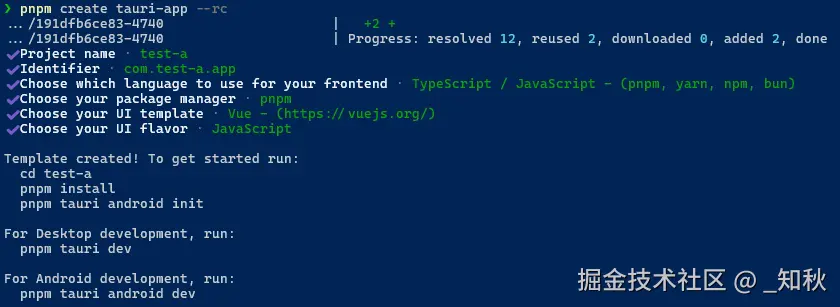 ❯ pnpm create tauri-app --rc
.../191dfb6ce83-4740 | +2 +
.../191dfb6ce83-4740 | Progress: resolved 12, reused 2, downloaded 0, added 2, done
✔Project name · test-a
✔Identifier · com.test-a.app
✔Choose which language to use for your frontend · TypeScript / JavaScript - (pnpm, yarn, npm, bun)
✔Choose your package manager · pnpm
✔Choose your UI template · Vue - (https://vuejs.org/)
✔Choose your UI flavor · JavaScript
Template created! To get started run:
cd test-a
pnpm install
pnpm tauri android init
For Desktop development, run:
pnpm tauri dev
For Android development, run:
pnpm tauri android dev
掘金技术社区 @ _知秋